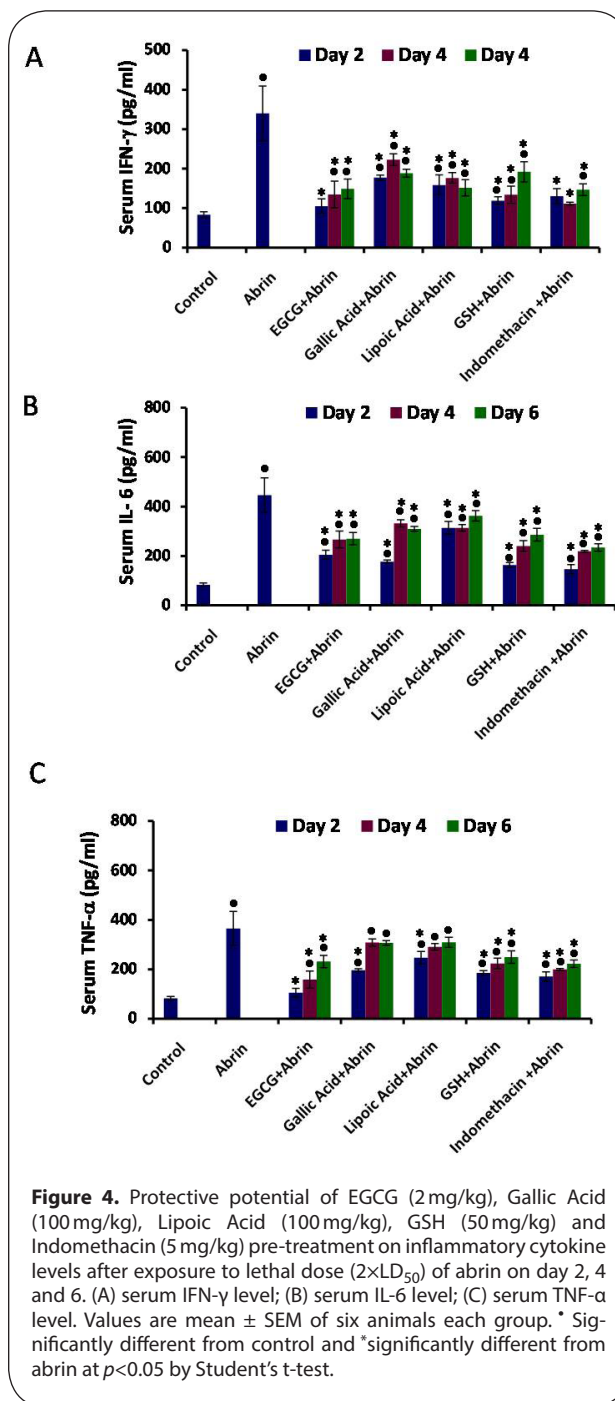 A
Day 2 Day 4 Day 4
Serum IFN-γ (pg/ml)
500
400
300
200
100
0
Control
Abrin
EGCG+Abrin
Gallic Acid+Abrin
Lipoic Acid+Abrin
GSH+Abrin
Indomethacin +Abrin
B
Day 2 Day 4 Day 6
Serum IL- 6 (pg/ml)
800
600
400
200
0
Control
Abrin
EGCG+Abrin
Gallic Acid+Abrin
Lipoic Acid+Abrin
GSH+Abrin
Indomethacin +Abrin
C
Day 2 Day 4 Day 6
Serum TNF-α (pg/ml)
800
600
400
200
0
Control
Abrin
EGCG+Abrin
Gallic Acid+Abrin
Lipoic Acid+Abrin
GSH+Abrin
Indomethacin +Abrin
Figure 4. Protective potential of EGCG (2 mg/kg), Gallic Acid
(100 mg/kg), Lipoic Acid (100 mg/kg), GSH (50 mg/kg) and
Indomethacin (5 mg/kg) pre-treatment on inflammatory cytokine
levels after exposure to lethal dose (2×LD50) of abrin on day 2, 4
and 6. (A) serum IFN-γ level; (B) serum IL-6 level; (C) serum TNF-α
level. Values are mean ± SEM of six animals each group. • Sig-
nificantly different from control and *significantly different from
abrin at p<0.05 by Student's t-test.